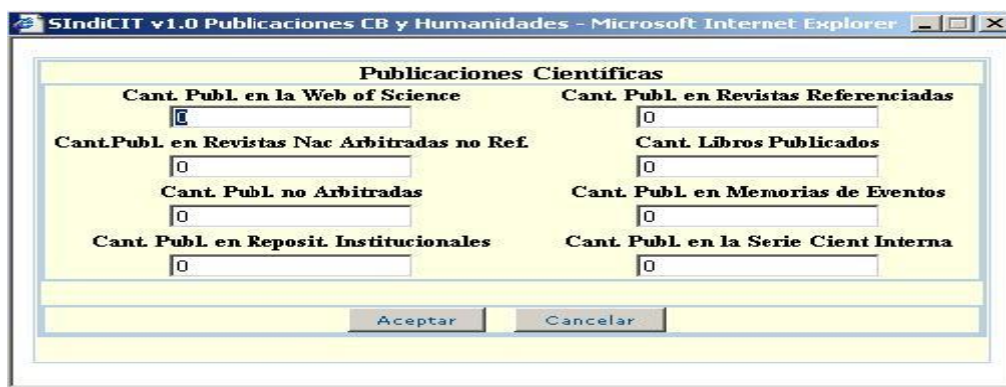 SIndiCIT v1.0 Publicaciones CB y Humanidades - Microsoft Internet Explorer
Publicaciones Científicas
Cant. Publ. en la Web of Science Cant. Publ. en Revistas Referenciadas
0 0
Cant.Publ. en Revistas Nac Arbitradas no Ref. Cant. Libros Publicados
0 0
Cant. Publ. no Arbitradas Cant. Publ. en Memorias de Eventos
0 0
Cant. Publ. en Reposit. Institucionales Cant. Publ. en la Serie Cient Interna
0 0
Aceptar Cancelar